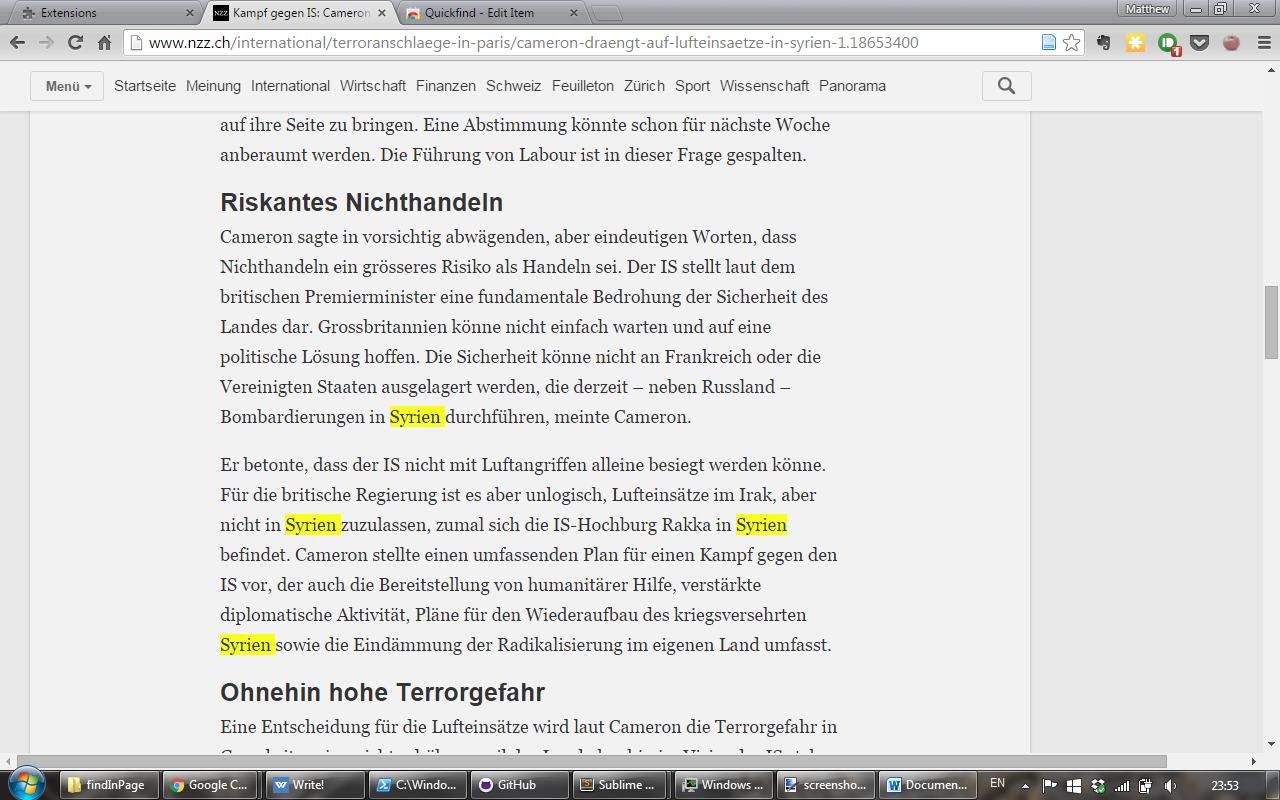 Extensions
Kampf gegen IS: Cameron
Quickfind - Edit Item
Matthew
www.nzz.ch/international/terroranschlaege-in-paris/cameron-draengt-auf-lufteinsaetze-in-syrien-1.18653400
1
Menü Startseite Meinung International Wirtschaft Finanzen Schweiz Feuilleton Zürich Sport Wissenschaft Panorama
auf ihre Seite zu bringen. Eine Abstimmung könnte schon für nächste Woche
anberaumt werden. Die Führung von Labour ist in dieser Frage gespalten.
Riskantes Nichthandeln
Cameron sagte in vorsichtig abwägenden, aber eindeutigen Worten, dass
Nichthandeln ein grösseres Risiko als Handeln sei. Der IS stellt laut dem
britischen Premierminister eine fundamentale Bedrohung der Sicherheit des
Landes dar. Grossbritannien könne nicht einfach warten und auf eine
politische Lösung hoffen. Die Sicherheit könne nicht an Frankreich oder die
Vereinigten Staaten ausgelagert werden, die derzeit – neben Russland –
Bombardierungen in Syrien durchführen, meinte Cameron.
Er betonte, dass der IS nicht mit Luftangriffen alleine besiegt werden könne.
Für die britische Regierung ist es aber unlogisch, Lufteinsätze im Irak, aber
nicht in Syrien zuzulassen, zumal sich die IS-Hochburg Rakka in Syrien
befindet. Cameron stellte einen umfassenden Plan für einen Kampf gegen den
IS vor, der auch die Bereitstellung von humanitärer Hilfe, verstärkte
diplomatische Aktivität, Pläne für den Wiederaufbau des kriegsversehrten
Syrien sowie die Eindämmung der Radikalisierung im eigenen Land umfasst.
Ohnehin hohe Terrorgefahr
Eine Entscheidung für die Lufteinsätze wird laut Cameron die Terrorgefahr in
findInPage
Google C...
Write!
C:\Windo...
GitHub
Sublime ...
Windows ...
screensho...
Documen...
EN
23:53